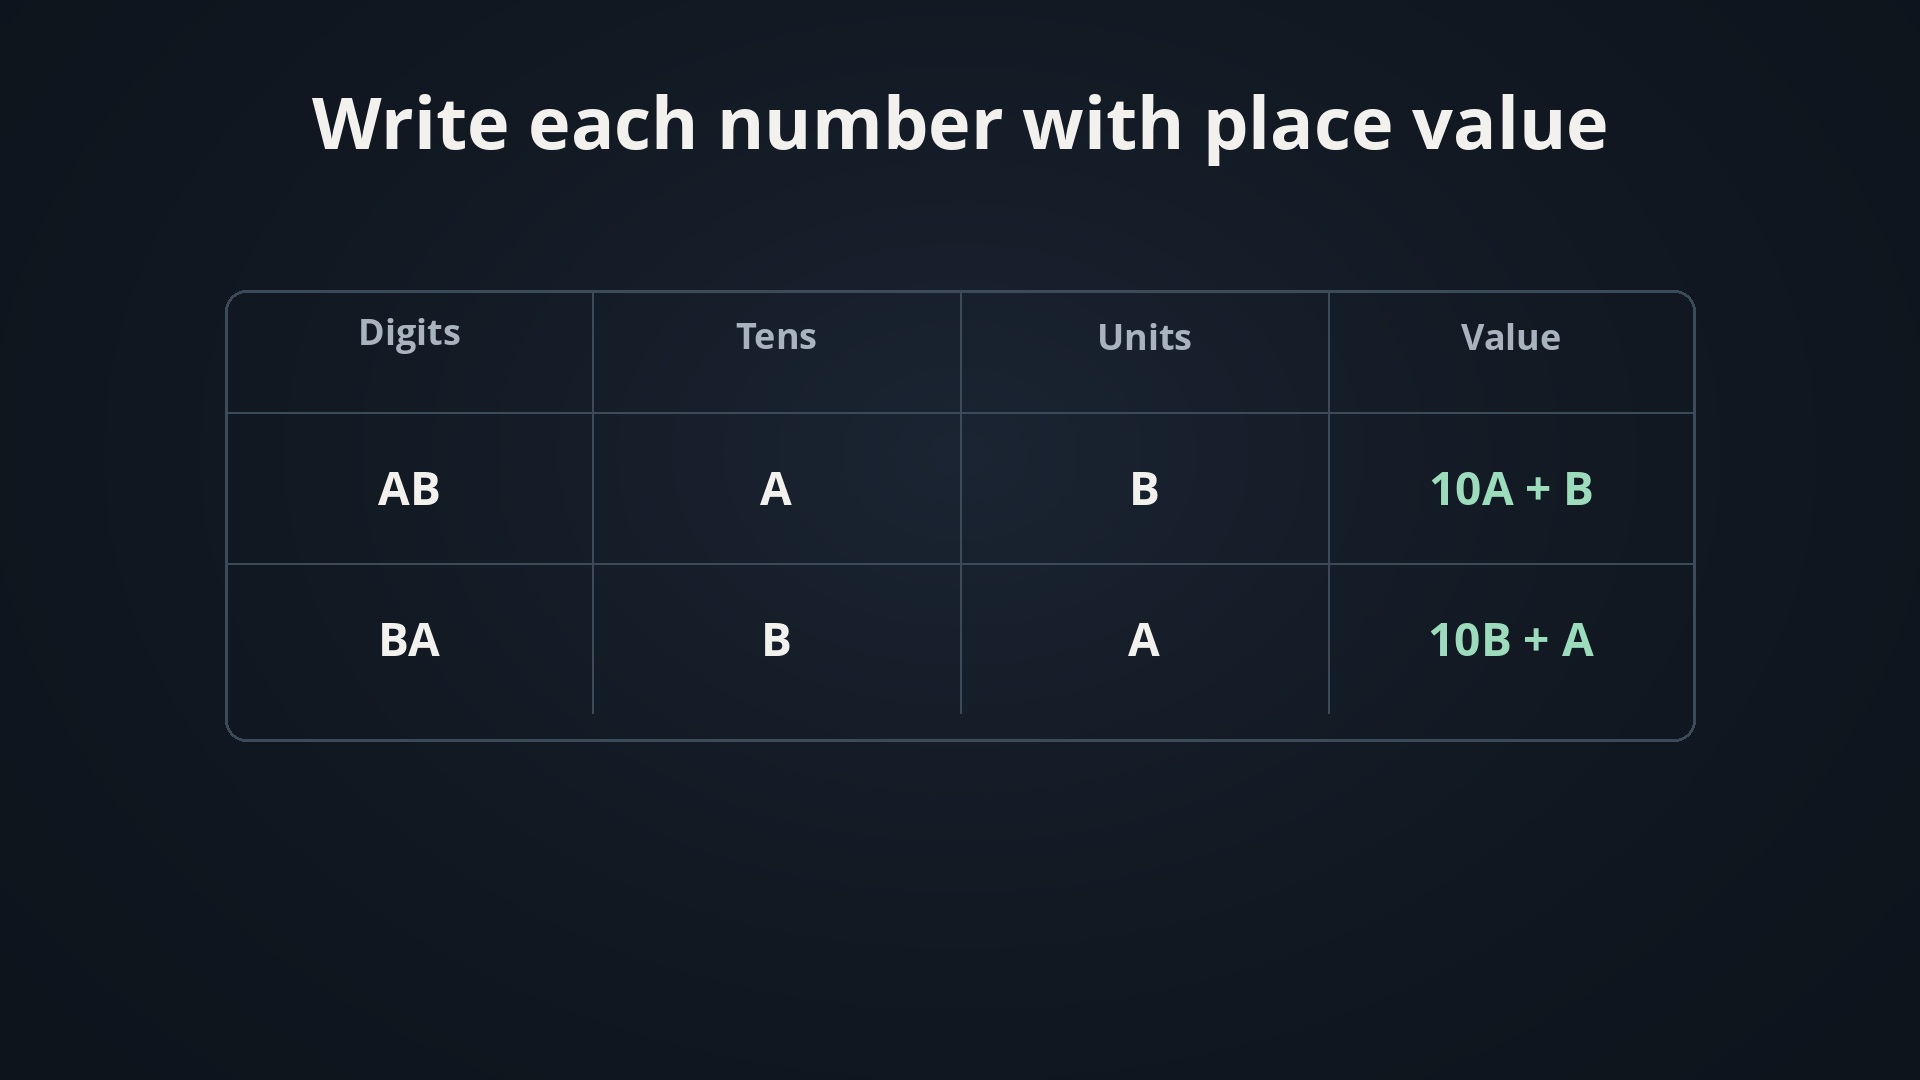 Write each number with place value
Digits Tens Units Value
AB A B 10A + B
BA B A 10B + A